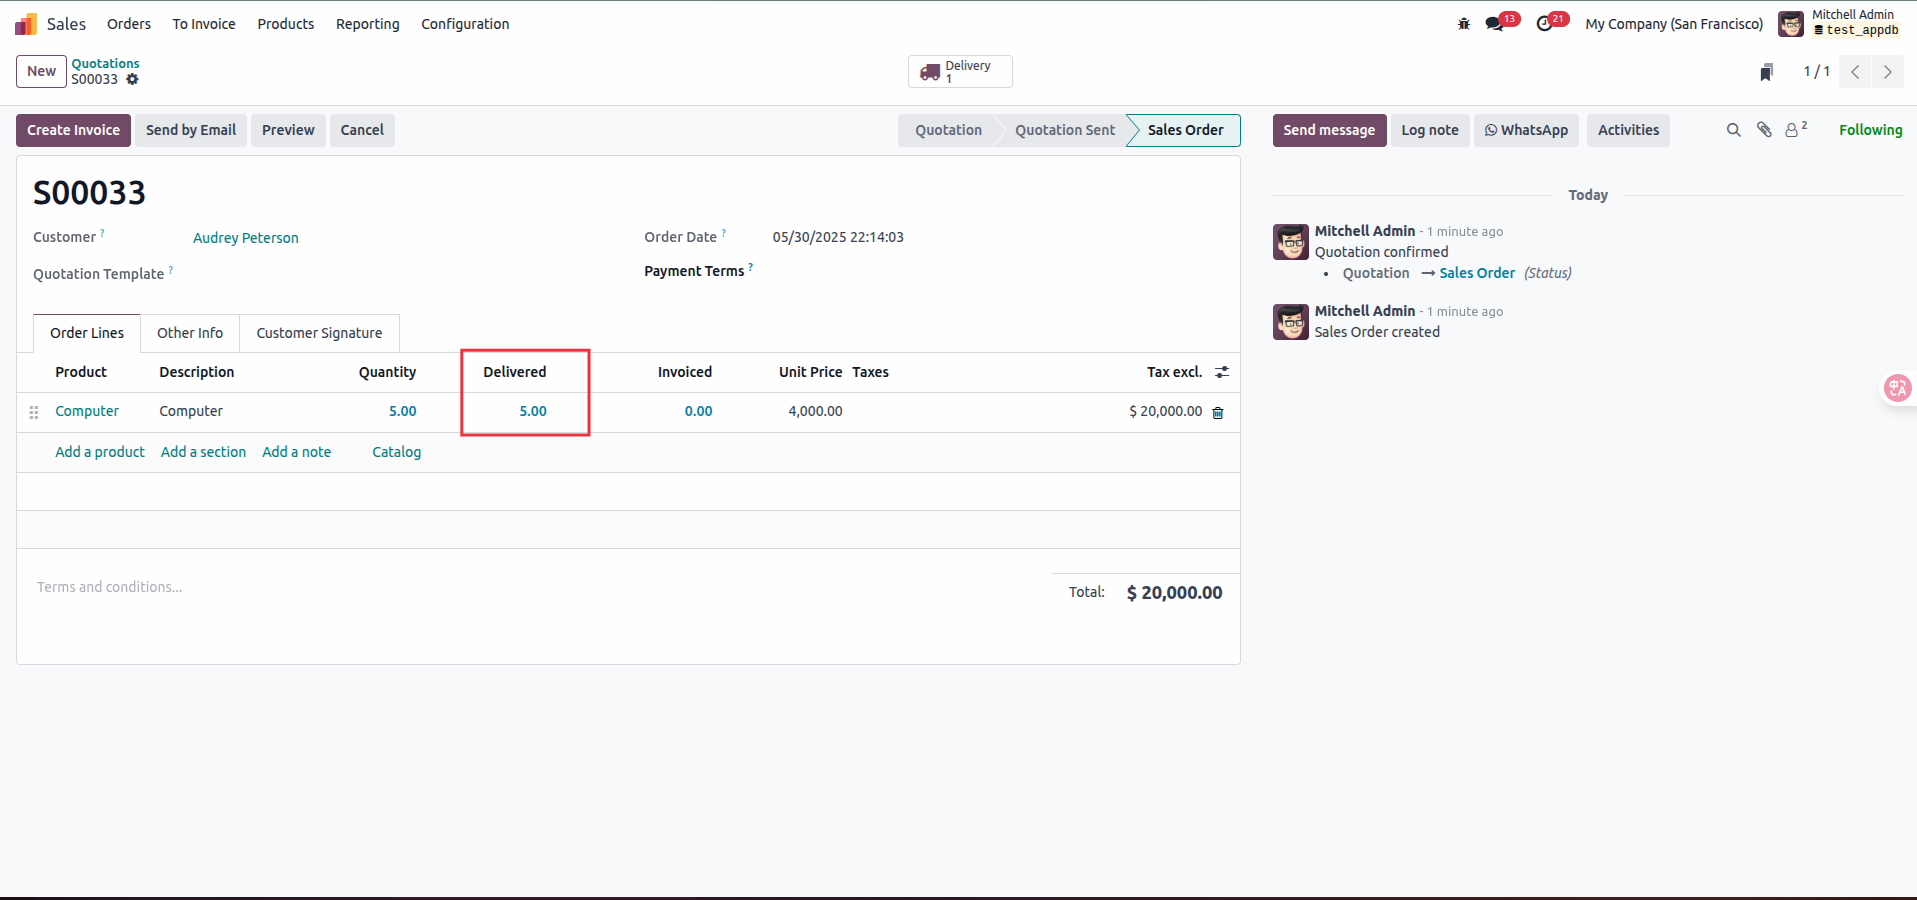 Sales Orders To Invoice Products Reporting Configuration 13 21 My Company (San Francisco) Mitchell Admin
test_appdb
New Quotations Delivery 1 / 1
S00033 1
Create Invoice Send by Email Preview Cancel Quotation Quotation Sent Sales Order Send message Log note WhatsApp Activities 2 Following
S00033
Today
Customer ? Audrey Peterson Order Date ? 05/30/2025 22:14:03
Quotation Template ? Payment Terms ?
Mitchell Admin - 1 minute ago
Quotation confirmed
• Quotation → Sales Order (Status)
Mitchell Admin - 1 minute ago
Sales Order created
Order Lines Other Info Customer Signature
Product Description Quantity Delivered Invoiced Unit Price Taxes Tax excl.
Computer Computer 5.00 5.00 0.00 4,000.00 $ 20,000.00
Add a product Add a section Add a note Catalog
Terms and conditions... Total: $ 20,000.00
中A